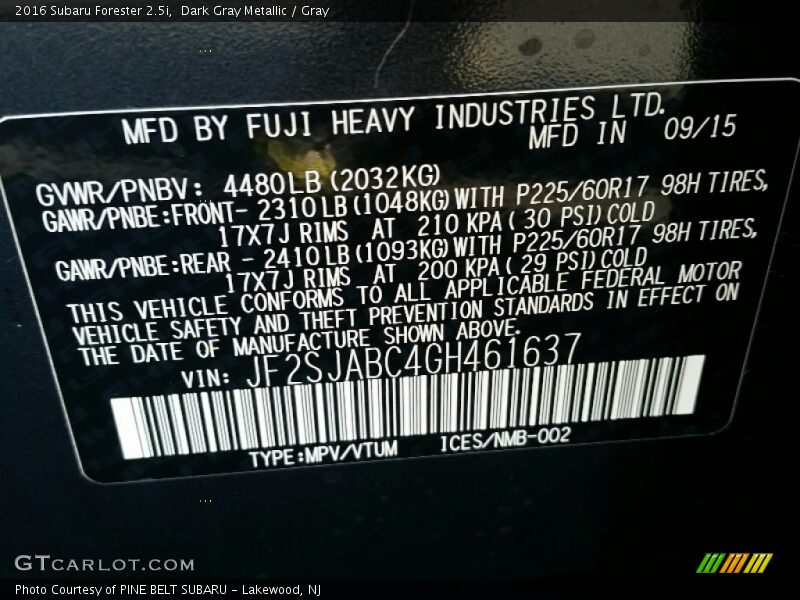 2016 Subaru Forester 2.5i,  Dark Gray Metallic / Gray
MFD BY FUJI HEAVY INDUSTRIES LTD.
MFD IN 09/15
GVWR/PNBV: 4480LB (2032KG)
GAWR/PNBE:FRONT- 2310LB (1048KG)WITH P225/60R17 98H TIRES,
17X7J RIMS AT 210 KPA( 30 PSI)COLD
GAWR/PNBE:REAR - 2410LB (1093KG)WITH P225/60R17 98H TIRES,
17X7J RIMS AT 200 KPA( 29 PSI)COLD
THIS VEHICLE CONFORMS TO ALL APPLICABLE FEDERAL MOTOR
VEHICLE SAFETY AND THEFT PREVENTION STANDARDS IN EFFECT ON
THE DATE OF MANUFACTURE SHOWN ABOVE.
VIN: JF2SJABC4GH461637
TYPE:MPV/VTUM ICES/NMB-002
GTCARLOT.COM
Photo Courtesy of PINE BELT SUBARU - Lakewood, NJ